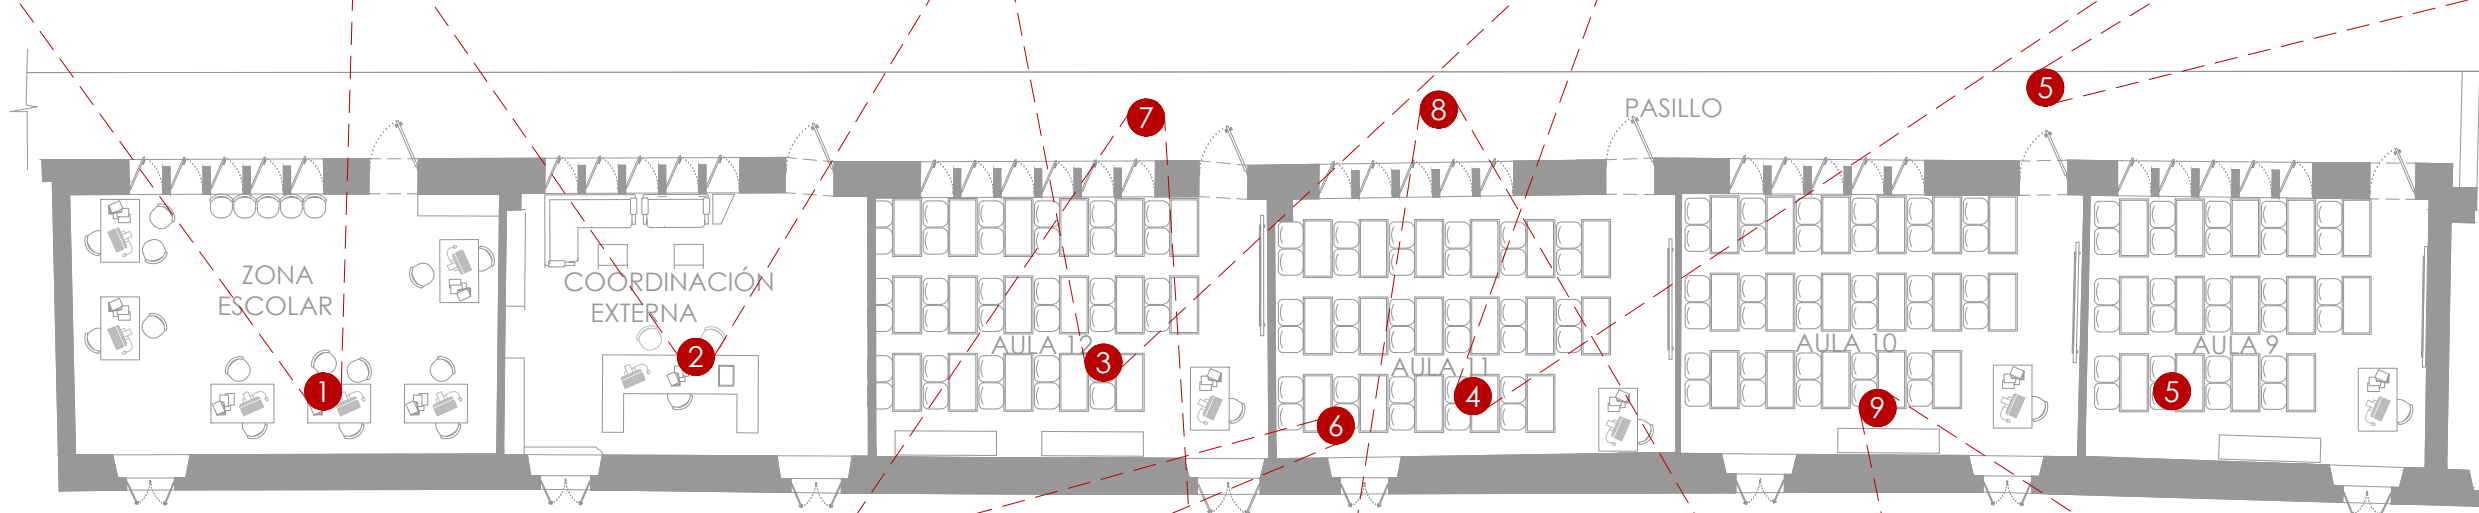 5
7
8
PASILLO
ZONA
ESCOLAR
COORDINACIÓN
EXTERNA
AULA 12
AULA 11
AULA 10
AULA 9
1
2
3
4
5
6
9